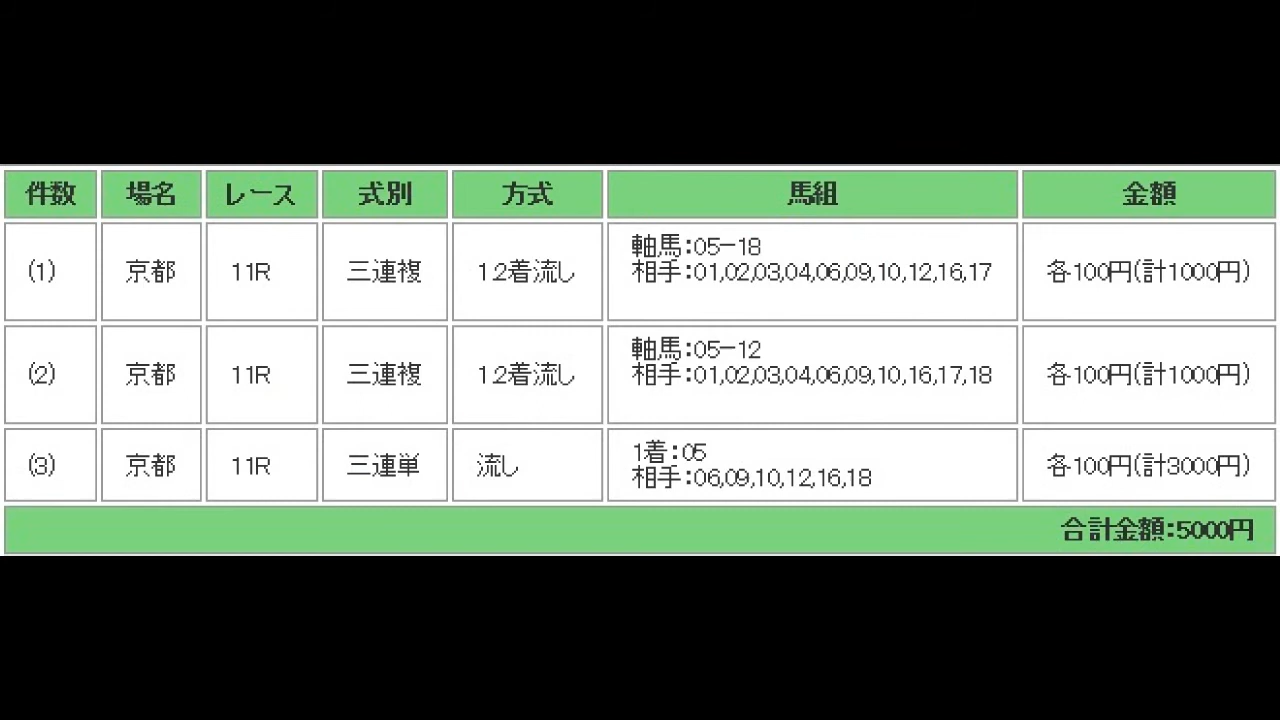 件数 場名 レース 式別 方式 馬組 金額
(1) 京都 11R 三連複 12着流し 軸馬:05-18
相手:01,02,03,04,06,09,10,12,16,17 各100円(計1000円)
(2) 京都 11R 三連複 12着流し 軸馬:05-12
相手:01,02,03,04,06,09,10,16,17,18 各100円(計1000円)
(3) 京都 11R 三連単 流し 1着:05
相手:06,09,10,12,16,18 各100円(計3000円)
合計金額:5000円